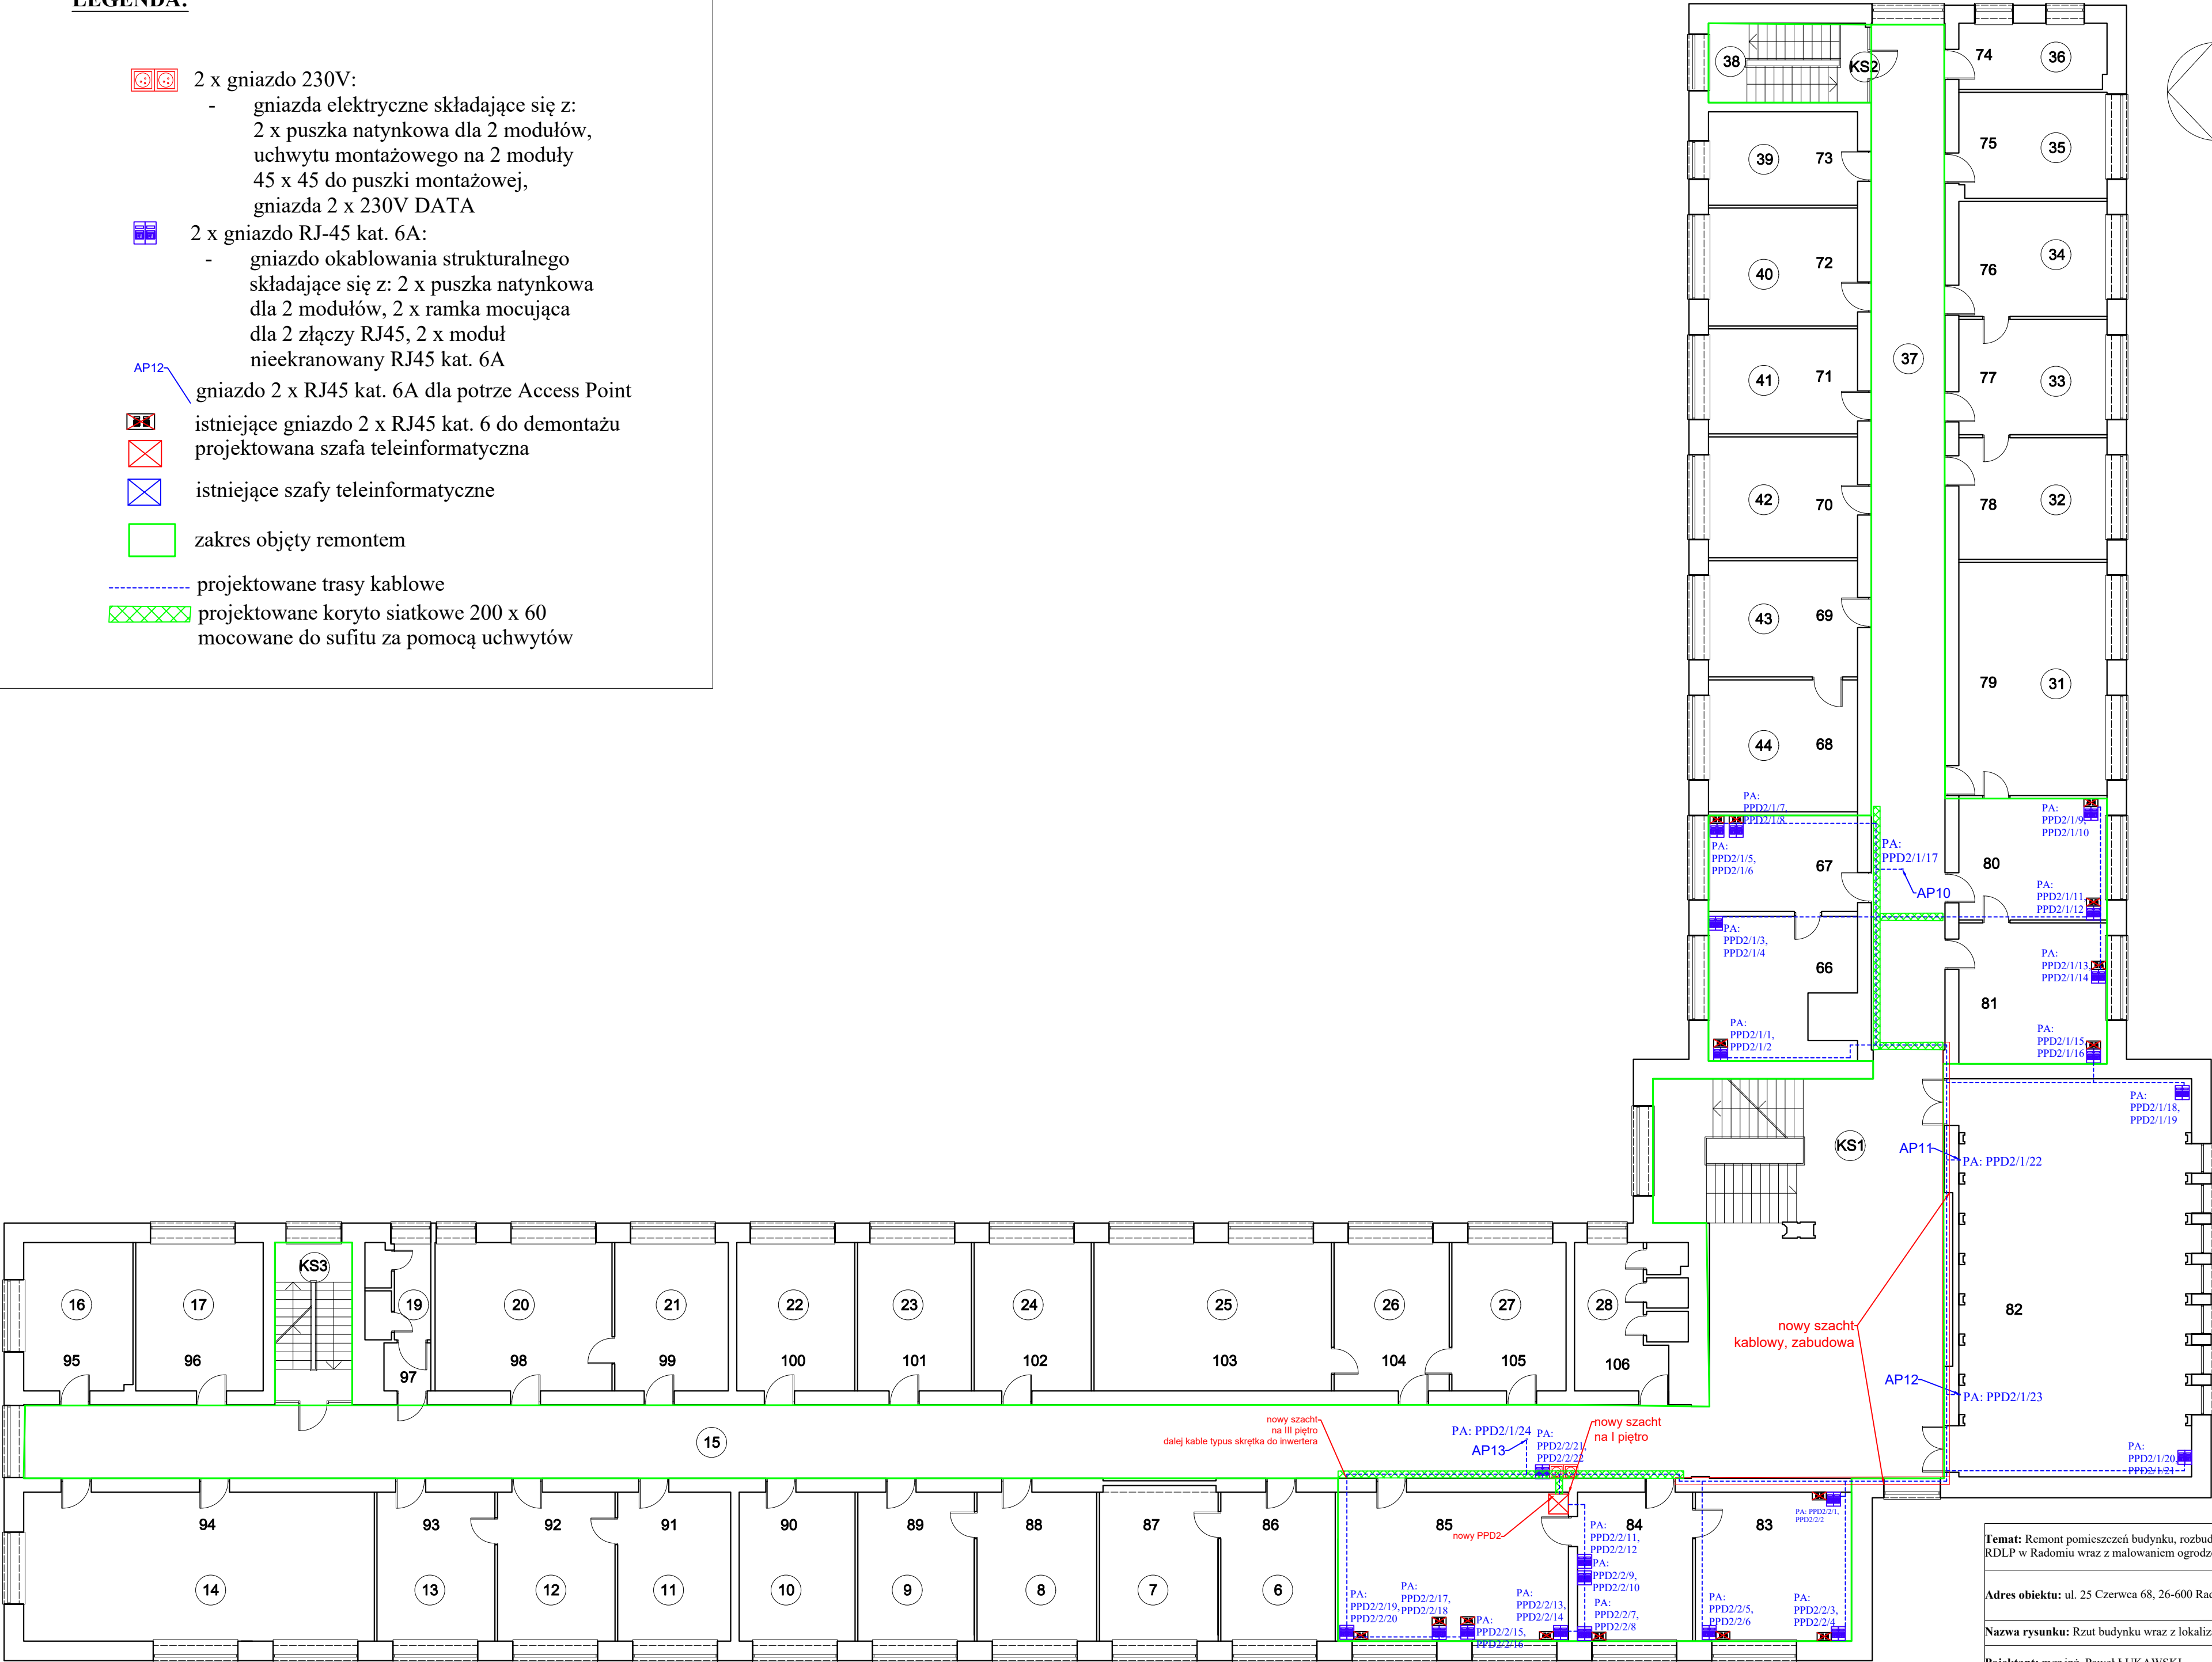 LEGENDA:
2 x gniazdo 230V:
- gniazda elektryczne składające się z:
2 x puszka natynkowa dla 2 modułów,
uchwytu montażowego na 2 moduły
45 x 45 do puszki montażowej,
gniazda 2 x 230V DATA
2 x gniazdo RJ-45 kat. 6A:
- gniazdo okablowania strukturalnego
składające się z: 2 x puszka natynkowa
dla 2 modułów, 2 x ramka mocująca
dla 2 złączy RJ45, 2 x moduł
nieekranowany RJ45 kat. 6A
AP12
gniazdo 2 x RJ45 kat. 6A dla potrze Access Point
istniejące gniazdo 2 x RJ45 kat. 6 do demontażu
projektowana szafa teleinformatyczna
istniejące szafy teleinformatyczne
zakres objęty remontem
projektowane trasy kablowe
projektowane koryto siatkowe 200 x 60
mocowane do sufitu za pomocą uchwytów
38
KS2
74
36
39
73
75
35
40
72
76
34
37
41
71
77
33
42
70
78
32
43
69
79
31
44
68
PA:
PPD2/1/7,
PPD2/1/8
PA:
PPD2/1/5,
PPD2/1/6
67
PA:
PPD2/1/17
AP10
80
PA:
PPD2/1/9,
PPD2/1/10
PA:
PPD2/1/11,
PPD2/1/12
PA:
PPD2/1/3,
PPD2/1/4
66
PA:
PPD2/1/13,
PPD2/1/14
81
PA:
PPD2/1/1,
PPD2/1/2
PA:
PPD2/1/15,
PPD2/1/16
PA:
PPD2/1/18,
PPD2/1/19
KS1
AP11
PA: PPD2/1/22
82
nowy szacht
kablowy, zabudowa
AP12
PA: PPD2/1/23
PA:
PPD2/1/20,
PPD2/1/21
16
17
KS3
19
20
21
22
23
24
25
26
27
28
95
96
97
98
99
100
101
102
103
104
105
106
15
nowy szacht
na III piętro
dalej kable typus skrętka do inwertera
PA: PPD2/1/24
AP13
PA:
PPD2/2/21,
PPD2/2/22
nowy szacht
na I piętro
94
93
92
91
90
89
88
87
86
85
84
83
nowy PPD2
PA: PPD2/2/1,
PPD2/2/2
PA:
PPD2/2/11,
PPD2/2/12
PA:
PPD2/2/9,
PPD2/2/10
14
13
12
11
10
9
8
7
6
PA:
PPD2/2/19,
PPD2/2/20
PA:
PPD2/2/17,
PPD2/2/18
PA:
PPD2/2/15,
PPD2/2/16
PA:
PPD2/2/13,
PPD2/2/14
PA:
PPD2/2/7,
PPD2/2/8
PA:
PPD2/2/5,
PPD2/2/6
PA:
PPD2/2/3,
PPD2/2/4
Temat: Remont pomieszczeń budynku, rozbud
RDLP w Radomiu wraz z malowaniem ogrodz
Adres obiektu: ul. 25 Czerwca 68, 26-600 Rad
Nazwa rysunku: Rzut budynku wraz z lokaliz